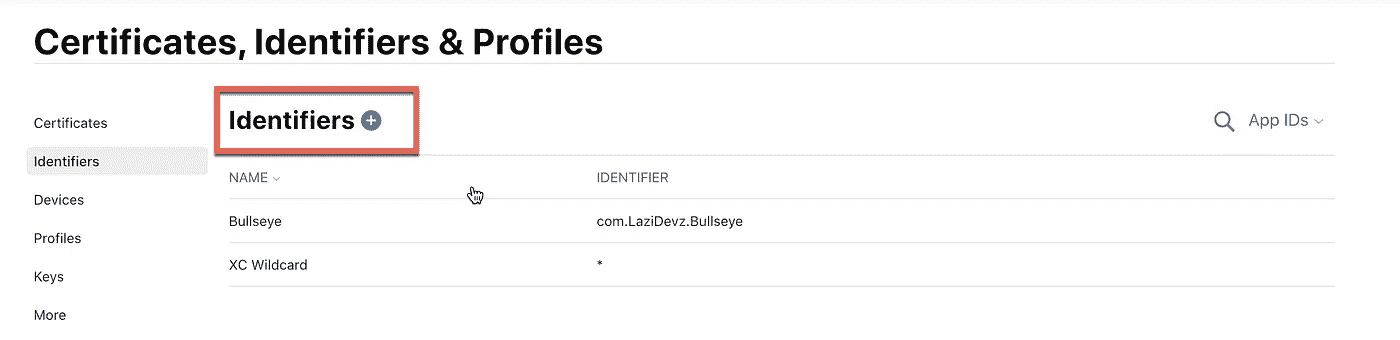 Certificates, Identifiers & Profiles
Certificates
Identifiers
Devices
Profiles
Keys
More
Identifiers +
App IDs
NAME IDENTIFIER
Bullseye com.LaziDevz.Bullseye
XC Wildcard *